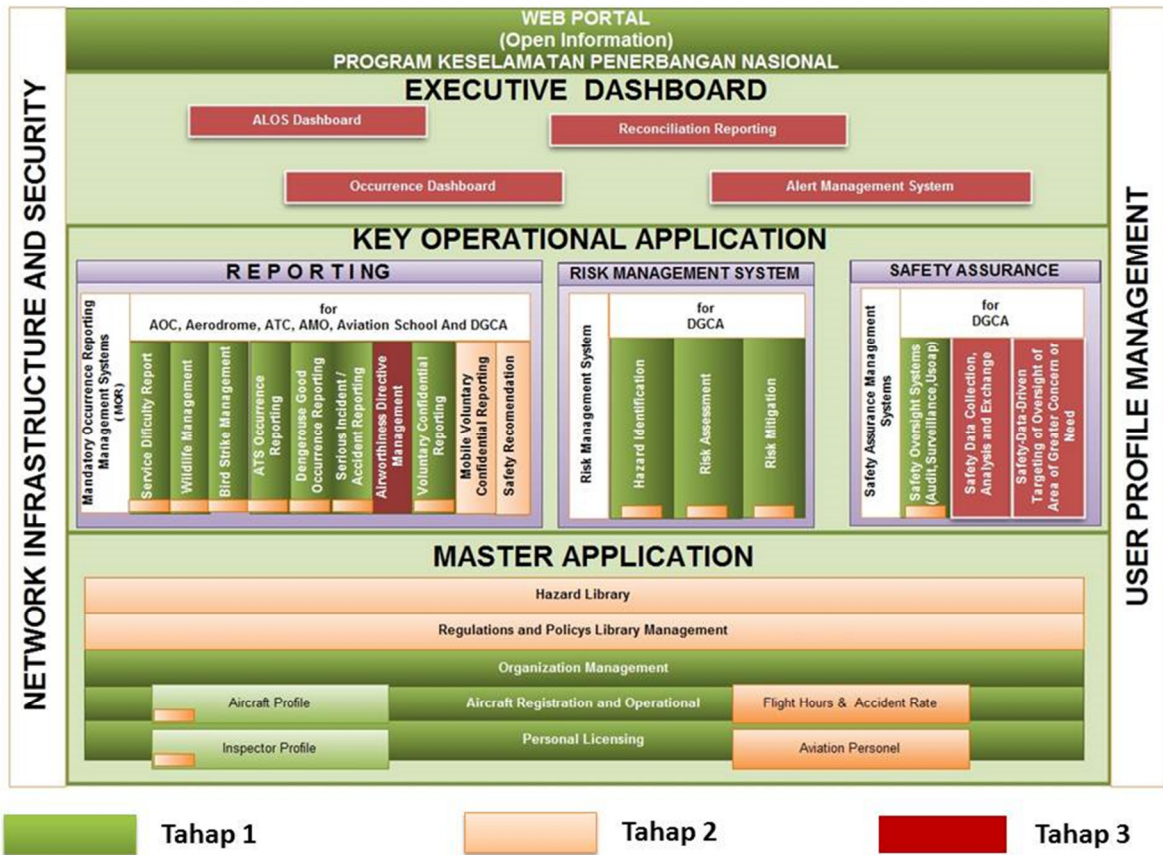 WEB PORTAL
(Open Information)
PROGRAM KESELAMATAN PENERBANGAN NASIONAL
NETWORK INFRASTRUCTURE AND SECURITY
EXECUTIVE DASHBOARD
ALOS Dashboard
Reconciliation Reporting
Occurrence Dashboard
Alert Management System
KEY OPERATIONAL APPLICATION
REPORTING
Mandatory Occurrence Reporting
Management Systems
(MOR)
for
AOC, Aerodrome, ATC, AMO, Aviation School And DGCA
Service Dificulty Report
Wildlife Management
Bird Strike Management
ATS Occurrence
Reporting
Dengerouse Good
Occurrence Reporting
Serious Incident /
Accident Reporting
Airworthiness Directive
Management
Voluntary Confidential
Reporting
Mobile Voluntary
Confidential Reporting
Safety Recomendation
RISK MANAGEMENT SYSTEM
Risk Management System
for
DGCA
Hazard Identification
Risk Assessment
Risk Mitigation
SAFETY ASSURANCE
Safety Assurance Management
Systems
for
DGCA
Safety Oversight Systems
(Audit,Surveillance,Usoap)
Safety Data Collection,
Analysis and Exchange
Safety-Data-Driven
Targeting of Oversight of
Area of Greater Concern or
Need
MASTER APPLICATION
Hazard Library
Regulations and Policys Library Management
Organization Management
Aircraft Profile
Aircraft Registration and Operational
Flight Hours & Accident Rate
Inspector Profile
Personal Licensing
Aviation Personel
USER PROFILE MANAGEMENT
Tahap 1
Tahap 2
Tahap 3